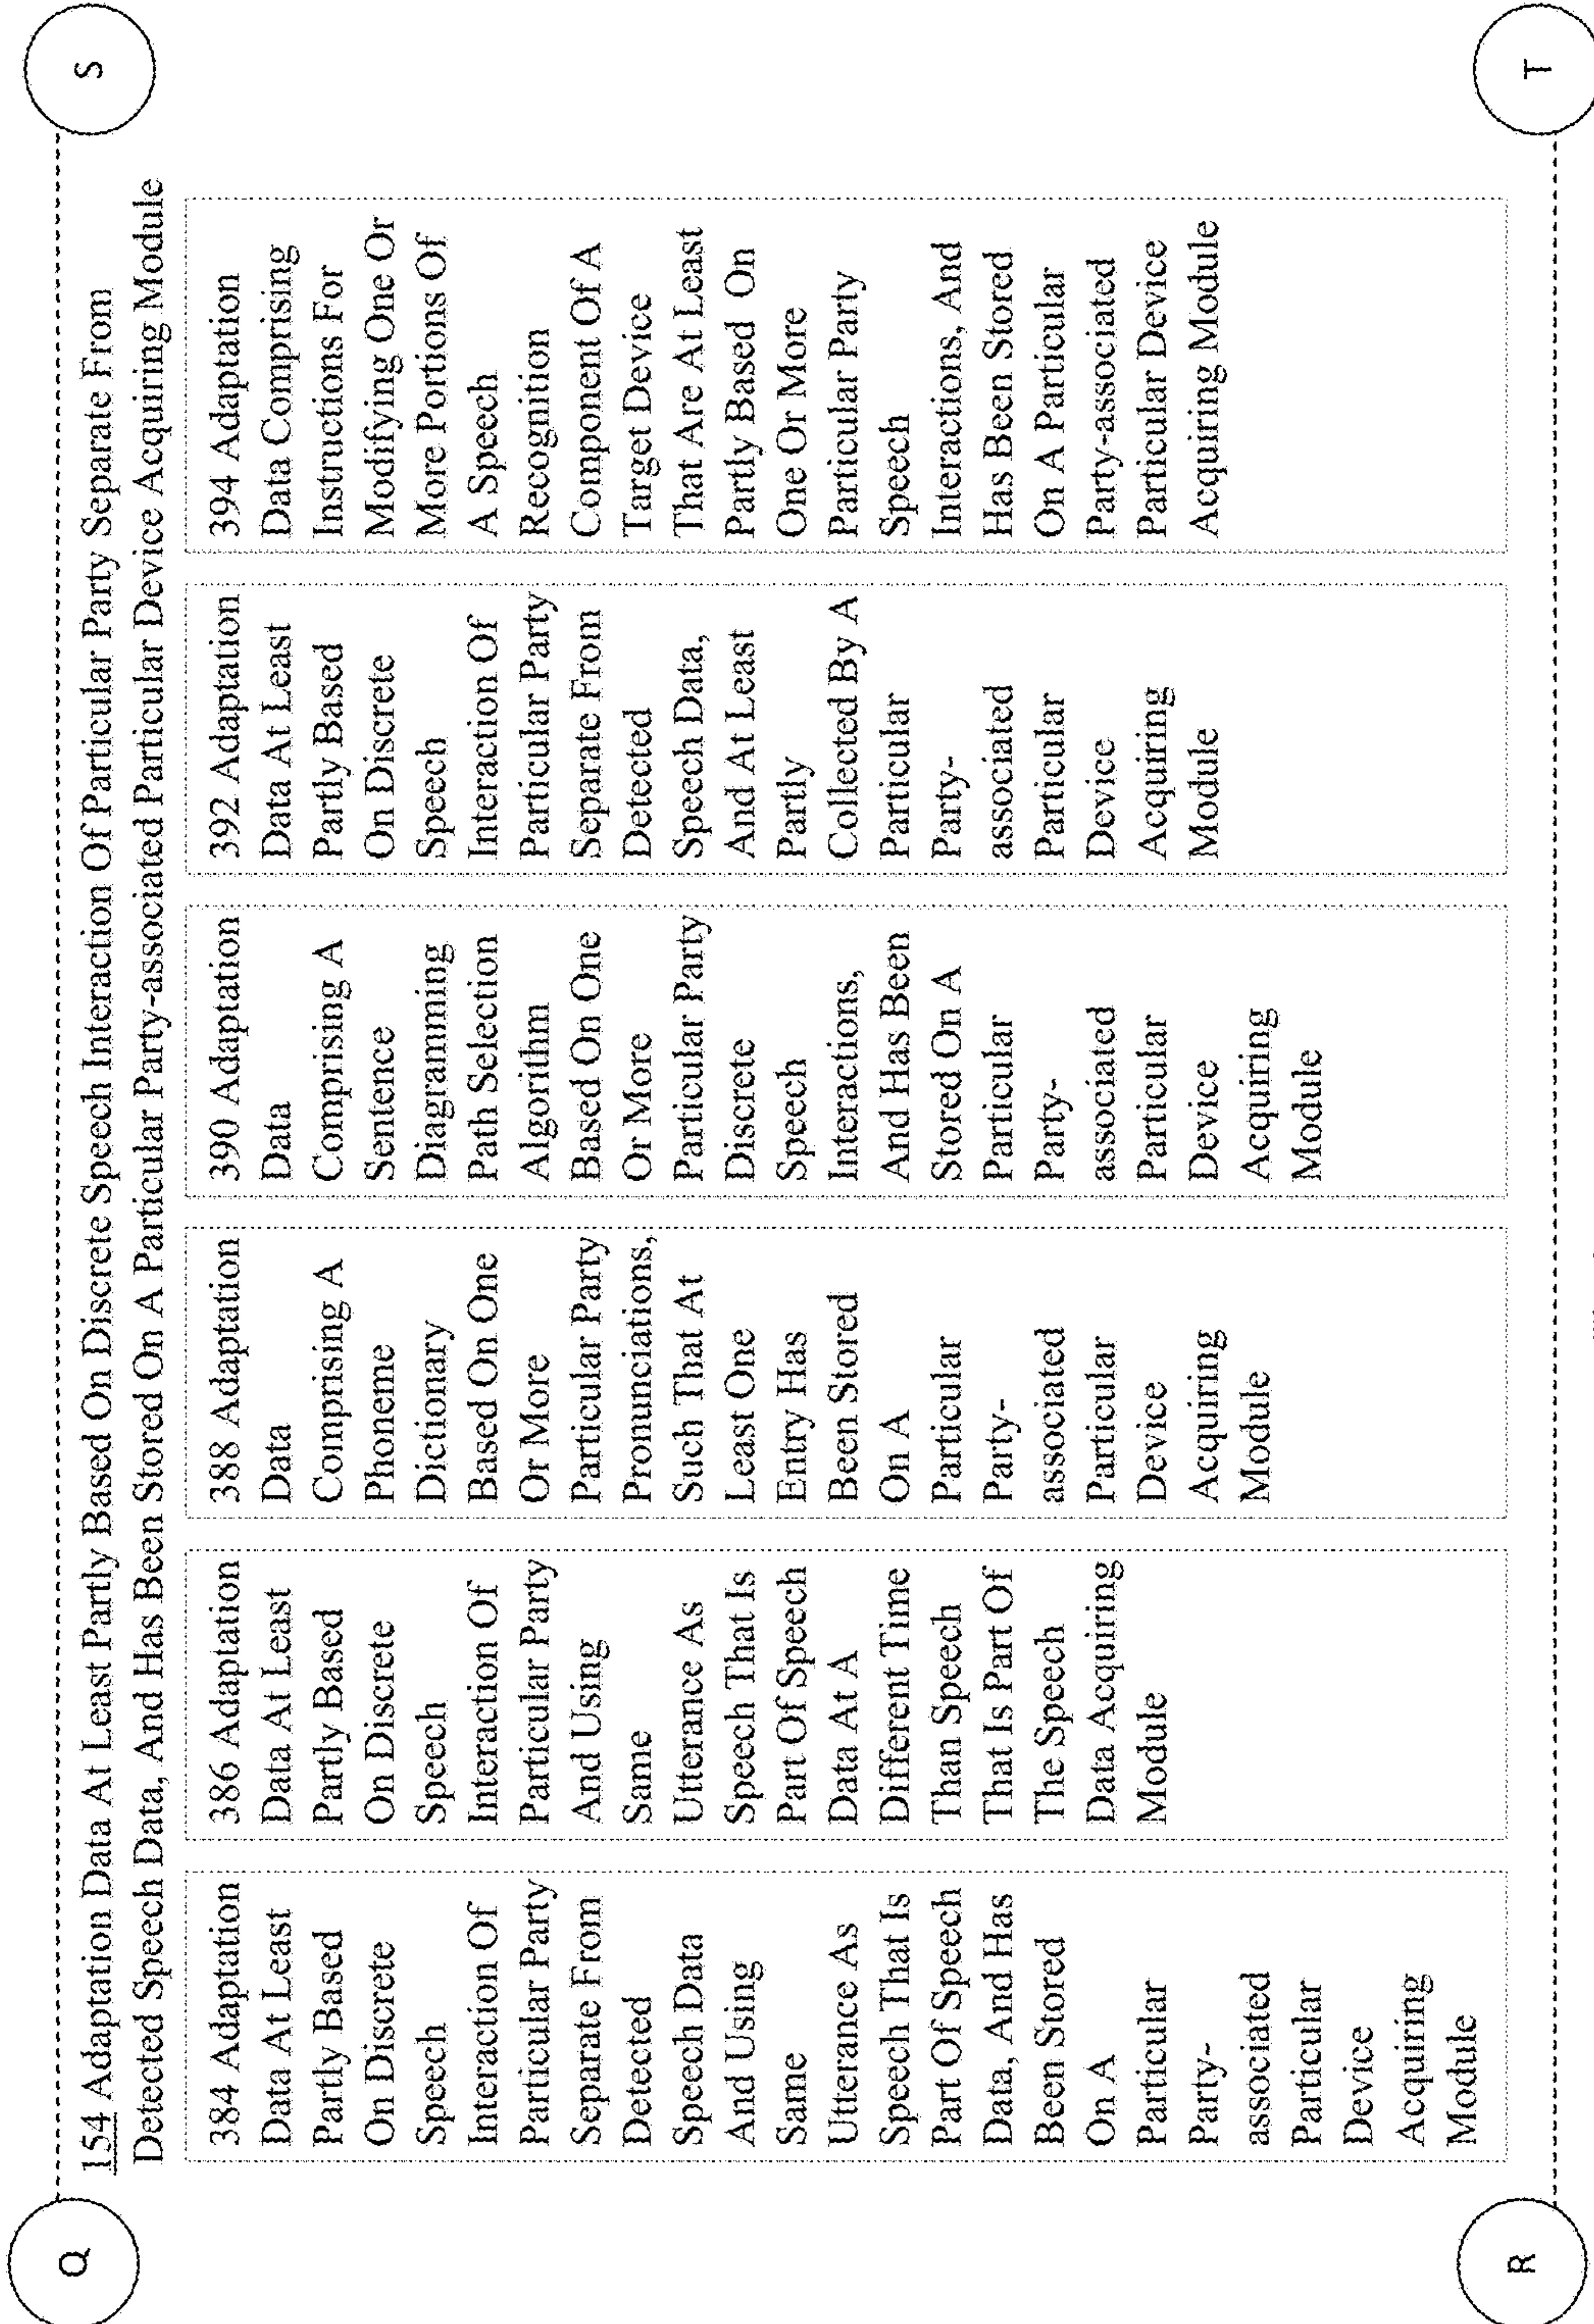 Q
S
154 Adaptation Data At Least Partly Based On Discrete Speech Interaction Of Particular Party Separate From
Detected Speech Data, And Has Been Stored On A Particular Party-associated Particular Device Acquiring Module
384 Adaptation
Data At Least
Partly Based
On Discrete
Speech
Interaction Of
Particular Party
Separate From
Detected
Speech Data
And Using
Same
Utterance As
Speech That Is
Part Of Speech
Data, And Has
Been Stored
On A
Particular
Party-
associated
Particular
Device
Acquiring
Module
386 Adaptation
Data At Least
Partly Based
On Discrete
Speech
Interaction Of
Particular Party
And Using
Same
Utterance As
Speech That Is
Part Of Speech
Data At A
Different Time
Than Speech
That Is Part Of
The Speech
Data Acquiring
Module
388 Adaptation
Data
Comprising A
Phoneme
Dictionary
Based On One
Or More
Particular Party
Pronunciations,
Such That At
Least One
Entry Has
Been Stored
On A
Particular
Party-
associated
Particular
Device
Acquiring
Module
390 Adaptation
Data
Comprising A
Sentence
Diagramming
Path Selection
Algorithm
Based On One
Or More
Particular Party
Discrete
Speech
Interactions,
And Has Been
Stored On A
Particular
Party-
associated
Particular
Device
Acquiring
Module
392 Adaptation
Data At Least
Partly Based
On Discrete
Speech
Interaction Of
Particular Party
Separate From
Detected
Speech Data,
And At Least
Partly
Collected By A
Particular
Party-
associated
Particular
Device
Acquiring
Module
394 Adaptation
Data Comprising
Instructions For
Modifying One Or
More Portions Of
A Speech
Recognition
Component Of A
Target Device
That Are At Least
Partly Based On
One Or More
Particular Party
Speech
Interactions, And
Has Been Stored
On A Particular
Party-associated
Particular Device
Acquiring Module
R
T